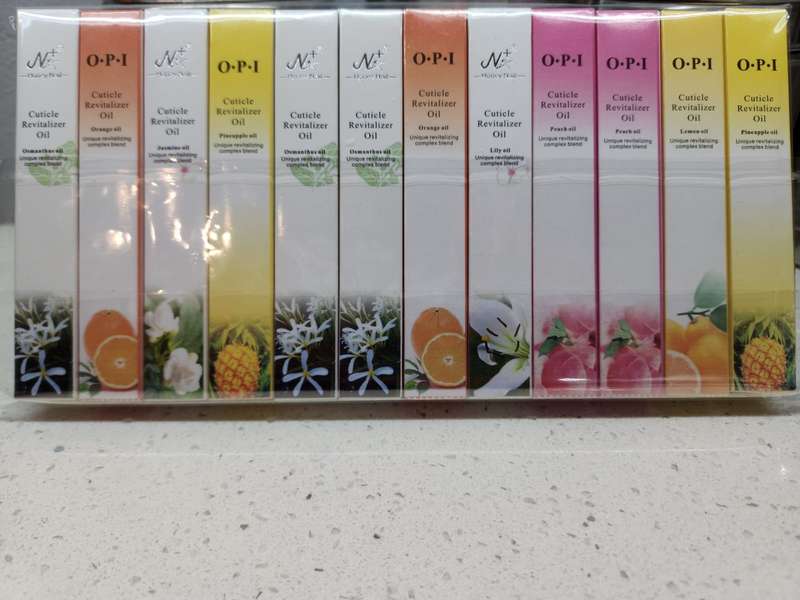 N+
Cuticle
Revitalizer
Oil
Osmanthus oil
Unique revitalizing
complex blend
O·P·I
Cuticle
Revitalizer
Oil
Orange oil
Unique revitalizing
complex blend
N+
Cuticle
Revitalizer
Oil
Jasmine oil
Unique revitalizing
complex blend
O·P·I
Cuticle
Revitalizer
Oil
Pineapple oil
Unique revitalizing
complex blend
N+
Cuticle
Revitalizer
Oil
Osmanthus oil
Unique revitalizing
complex blend
N+
Cuticle
Revitalizer
Oil
Osmanthus oil
Unique revitalizing
complex blend
O·P·I
Cuticle
Revitalizer
Oil
Orange oil
Unique revitalizing
complex blend
N+
Cuticle
Revitalizer
Oil
Lily oil
Unique revitalizing
complex blend
O·P·I
Cuticle
Revitalizer
Oil
Peach oil
Unique revitalizing
complex blend
O·P·I
Cuticle
Revitalizer
Oil
Peach oil
Unique revitalizing
complex blend
O·P·I
Cuticle
Revitalizer
Oil
Lemon oil
Unique revitalizing
complex blend
O·P·I
Cuticle
Revitalizer
Oil
Pineapple oil
Unique revitalizing
complex blend